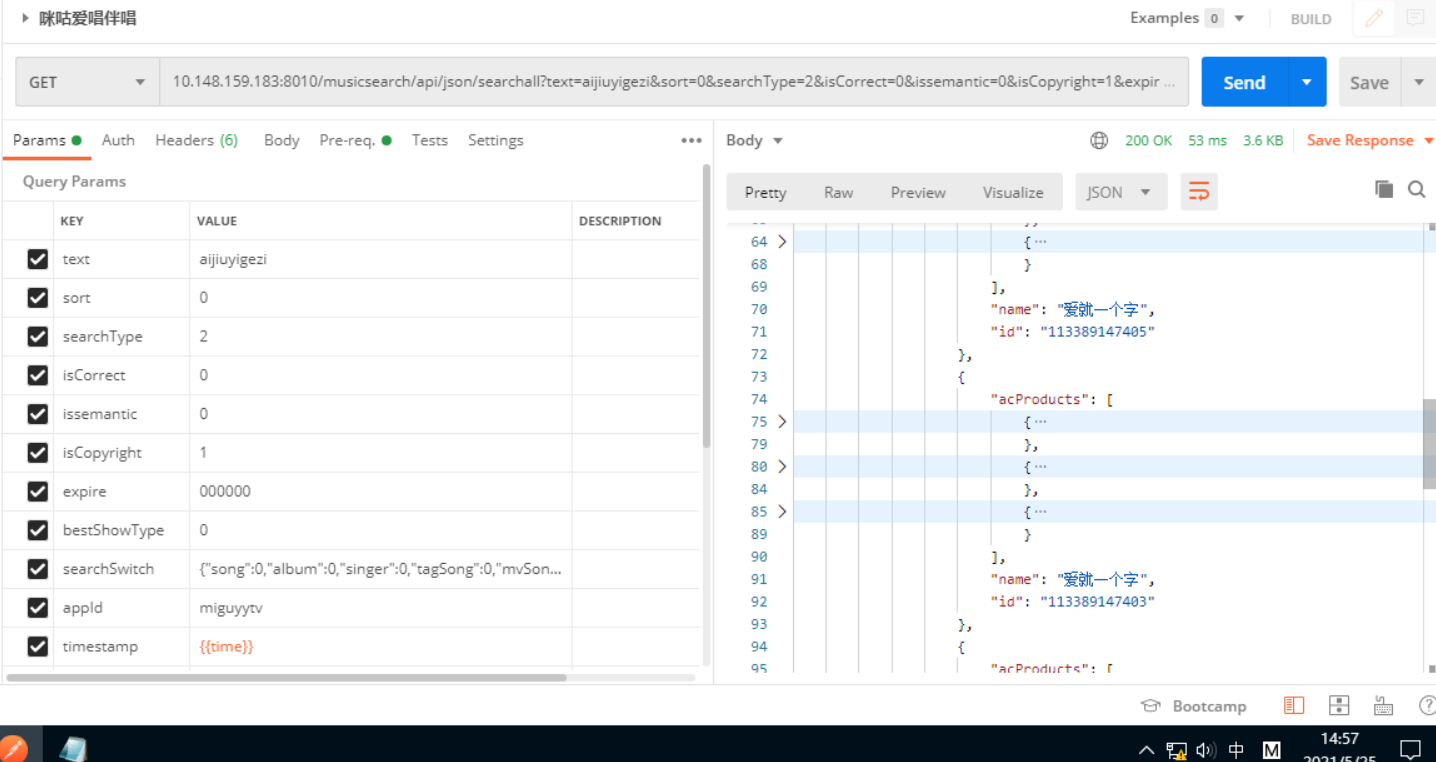 咪咕爱唱伴唱
Examples 0
BUILD
GET
10.148.159.183:8010/musicsearch/api/json/searchall?text=aijiuyigezi&sort=0&searchType=2&isCorrect=0&issemantic=0&isCopyright=1&expir ...
Send
Save
Params
Auth
Headers (6)
Body
Pre-req.
Tests
Settings
Body
200 OK 53 ms 3.6 KB
Save Response
Query Params
Pretty
Raw
Preview
Visualize
JSON
KEY VALUE DESCRIPTION
text aijiuyigezi
sort 0
searchType 2
isCorrect 0
issemantic 0
isCopyright 1
expire 000000
bestShowType 0
searchSwitch {"song":0,"album":0,"singer":0,"tagSong":0,"mvSon...
appId miguyytv
timestamp {{time}}
64 {···
68 }
69 ],
70 "name": "爱就一个字",
71 "id": "113389147405"
72 },
73 {
74 "acProducts": [
75 {···
79 },
80 {···
84 },
85 {···
89 }
90 ],
91 "name": "爱就一个字",
92 "id": "113389147403"
93 },
94 {
95 "acProducts": [
Bootcamp
中
M
14:57
2021/5/25